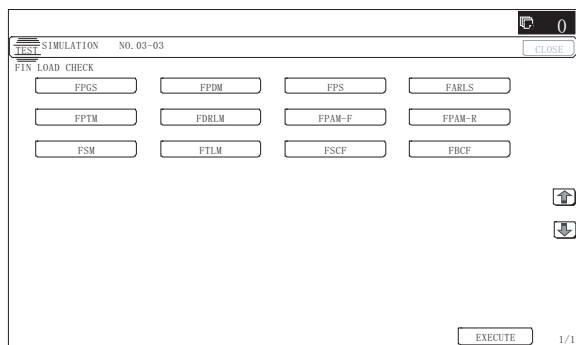 0
TEST SIMULATION NO.03-03 CLOSE
FIN LOAD CHECK
FPGS FPDM FPS FARLS
FPTM FDRLM FPAM-F FPAM-R
FSM FTLM FSCF FBCF
EXECUTE 1/1